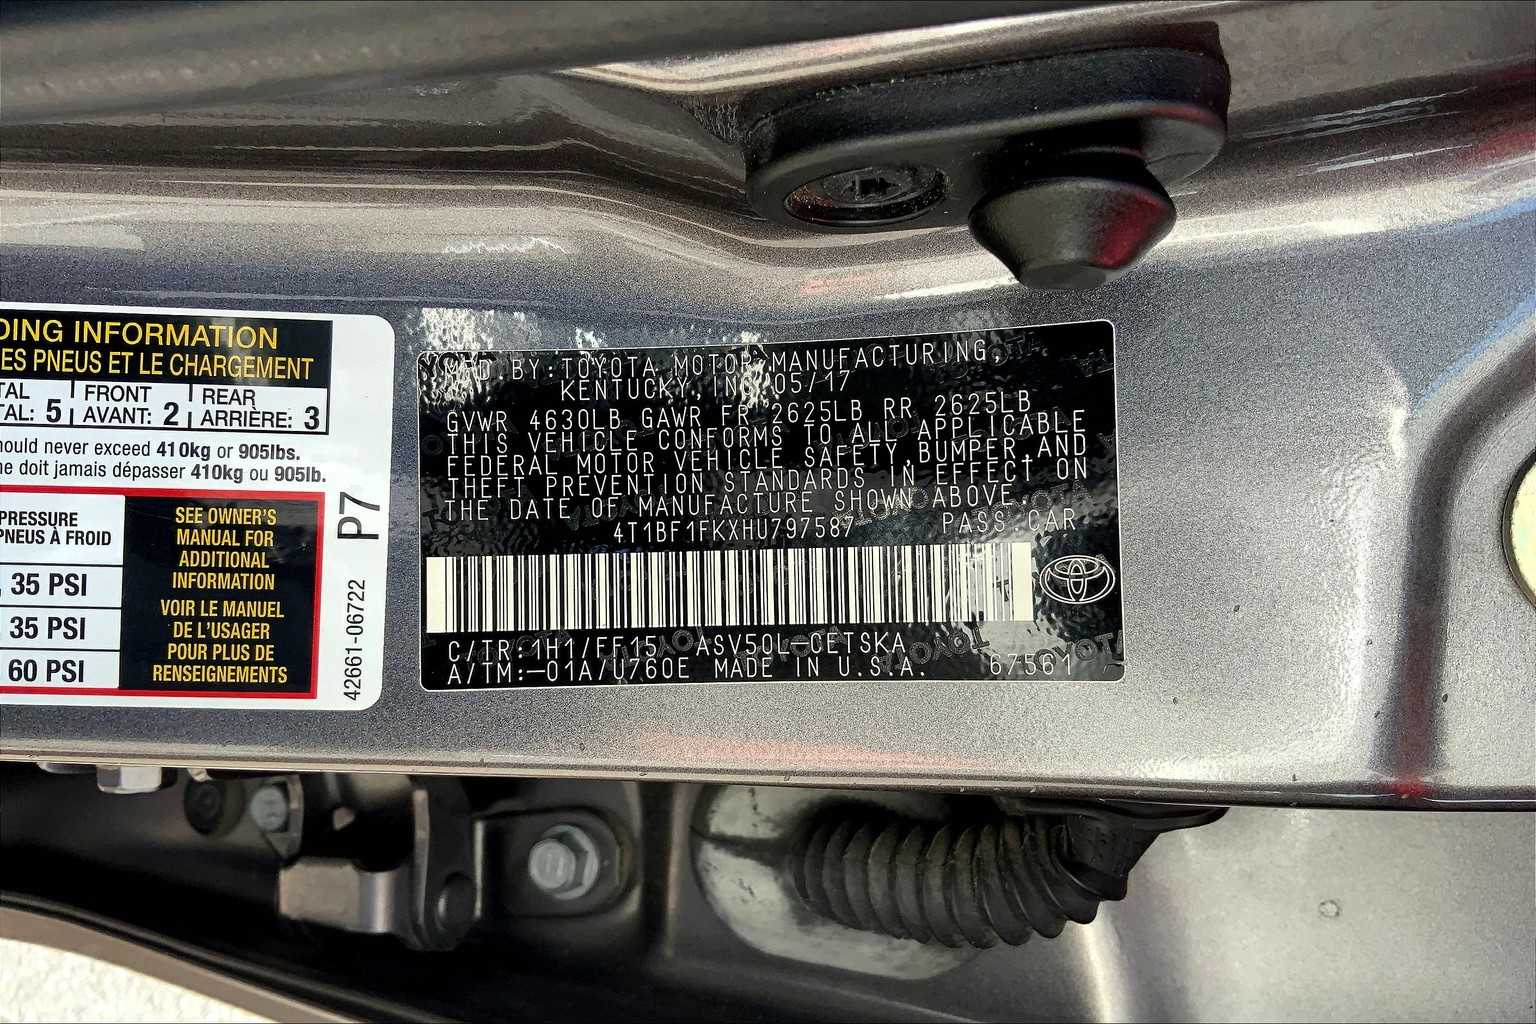 DING INFORMATION
ES PNEUS ET LE CHARGEMENT
TAL FRONT REAR
TAL: 5 AVANT: 2 ARRIÈRE: 3
ould never exceed 410kg or 905lbs.
ne doit jamais dépasser 410kg ou 905lb.
PRESSURE
PNEUS À FROID
35 PSI
35 PSI
60 PSI
SEE OWNER'S
MANUAL FOR
ADDITIONAL
INFORMATION
VOIR LE MANUEL
DE L'USAGER
POUR PLUS DE
RENSEIGNEMENTS
P7
42661-06722
MFD BY:TOYOTA MOTOR MANUFACTURING,
KENTUCKY, INC 05/17
GVWR 4630LB GAWR FR 2625LB RR 2625LB
THIS VEHICLE CONFORMS TO ALL APPLICABLE
FEDERAL MOTOR VEHICLE SAFETY,BUMPER,AND
THEFT PREVENTION STANDARDS IN EFFECT ON
THE DATE OF MANUFACTURE SHOWN ABOVE.
4T1BF1FKXHU797587 PASS.CAR
C/TR:1H1/FF15 ASV50L-CETSKA
A/TM:-01A/U760E MADE IN U.S.A. 67561